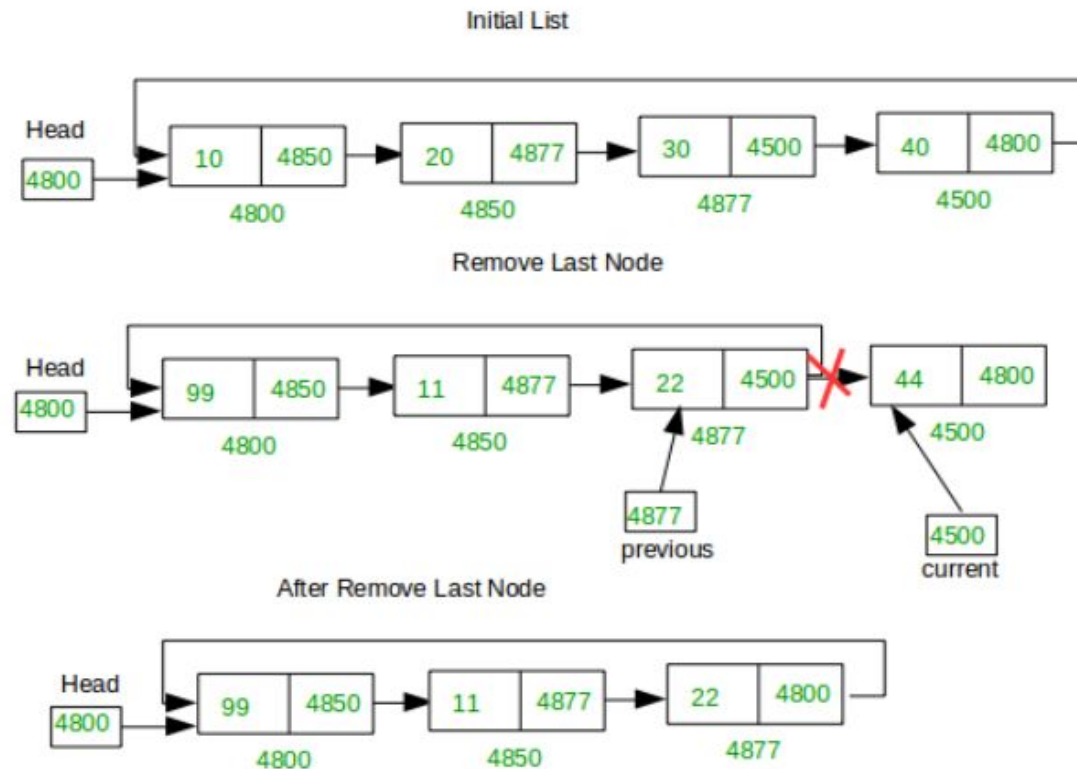 Initial List
Head
4800
10 4850 20 4877 30 4500 40 4800
4800 4850 4877 4500
Remove Last Node
Head
4800
99 4850 11 4877 22 4500 44 4800
4800 4850 4877 4500
4877
previous
4500
current
After Remove Last Node
Head
4800
99 4850 11 4877 22 4800
4800 4850 4877